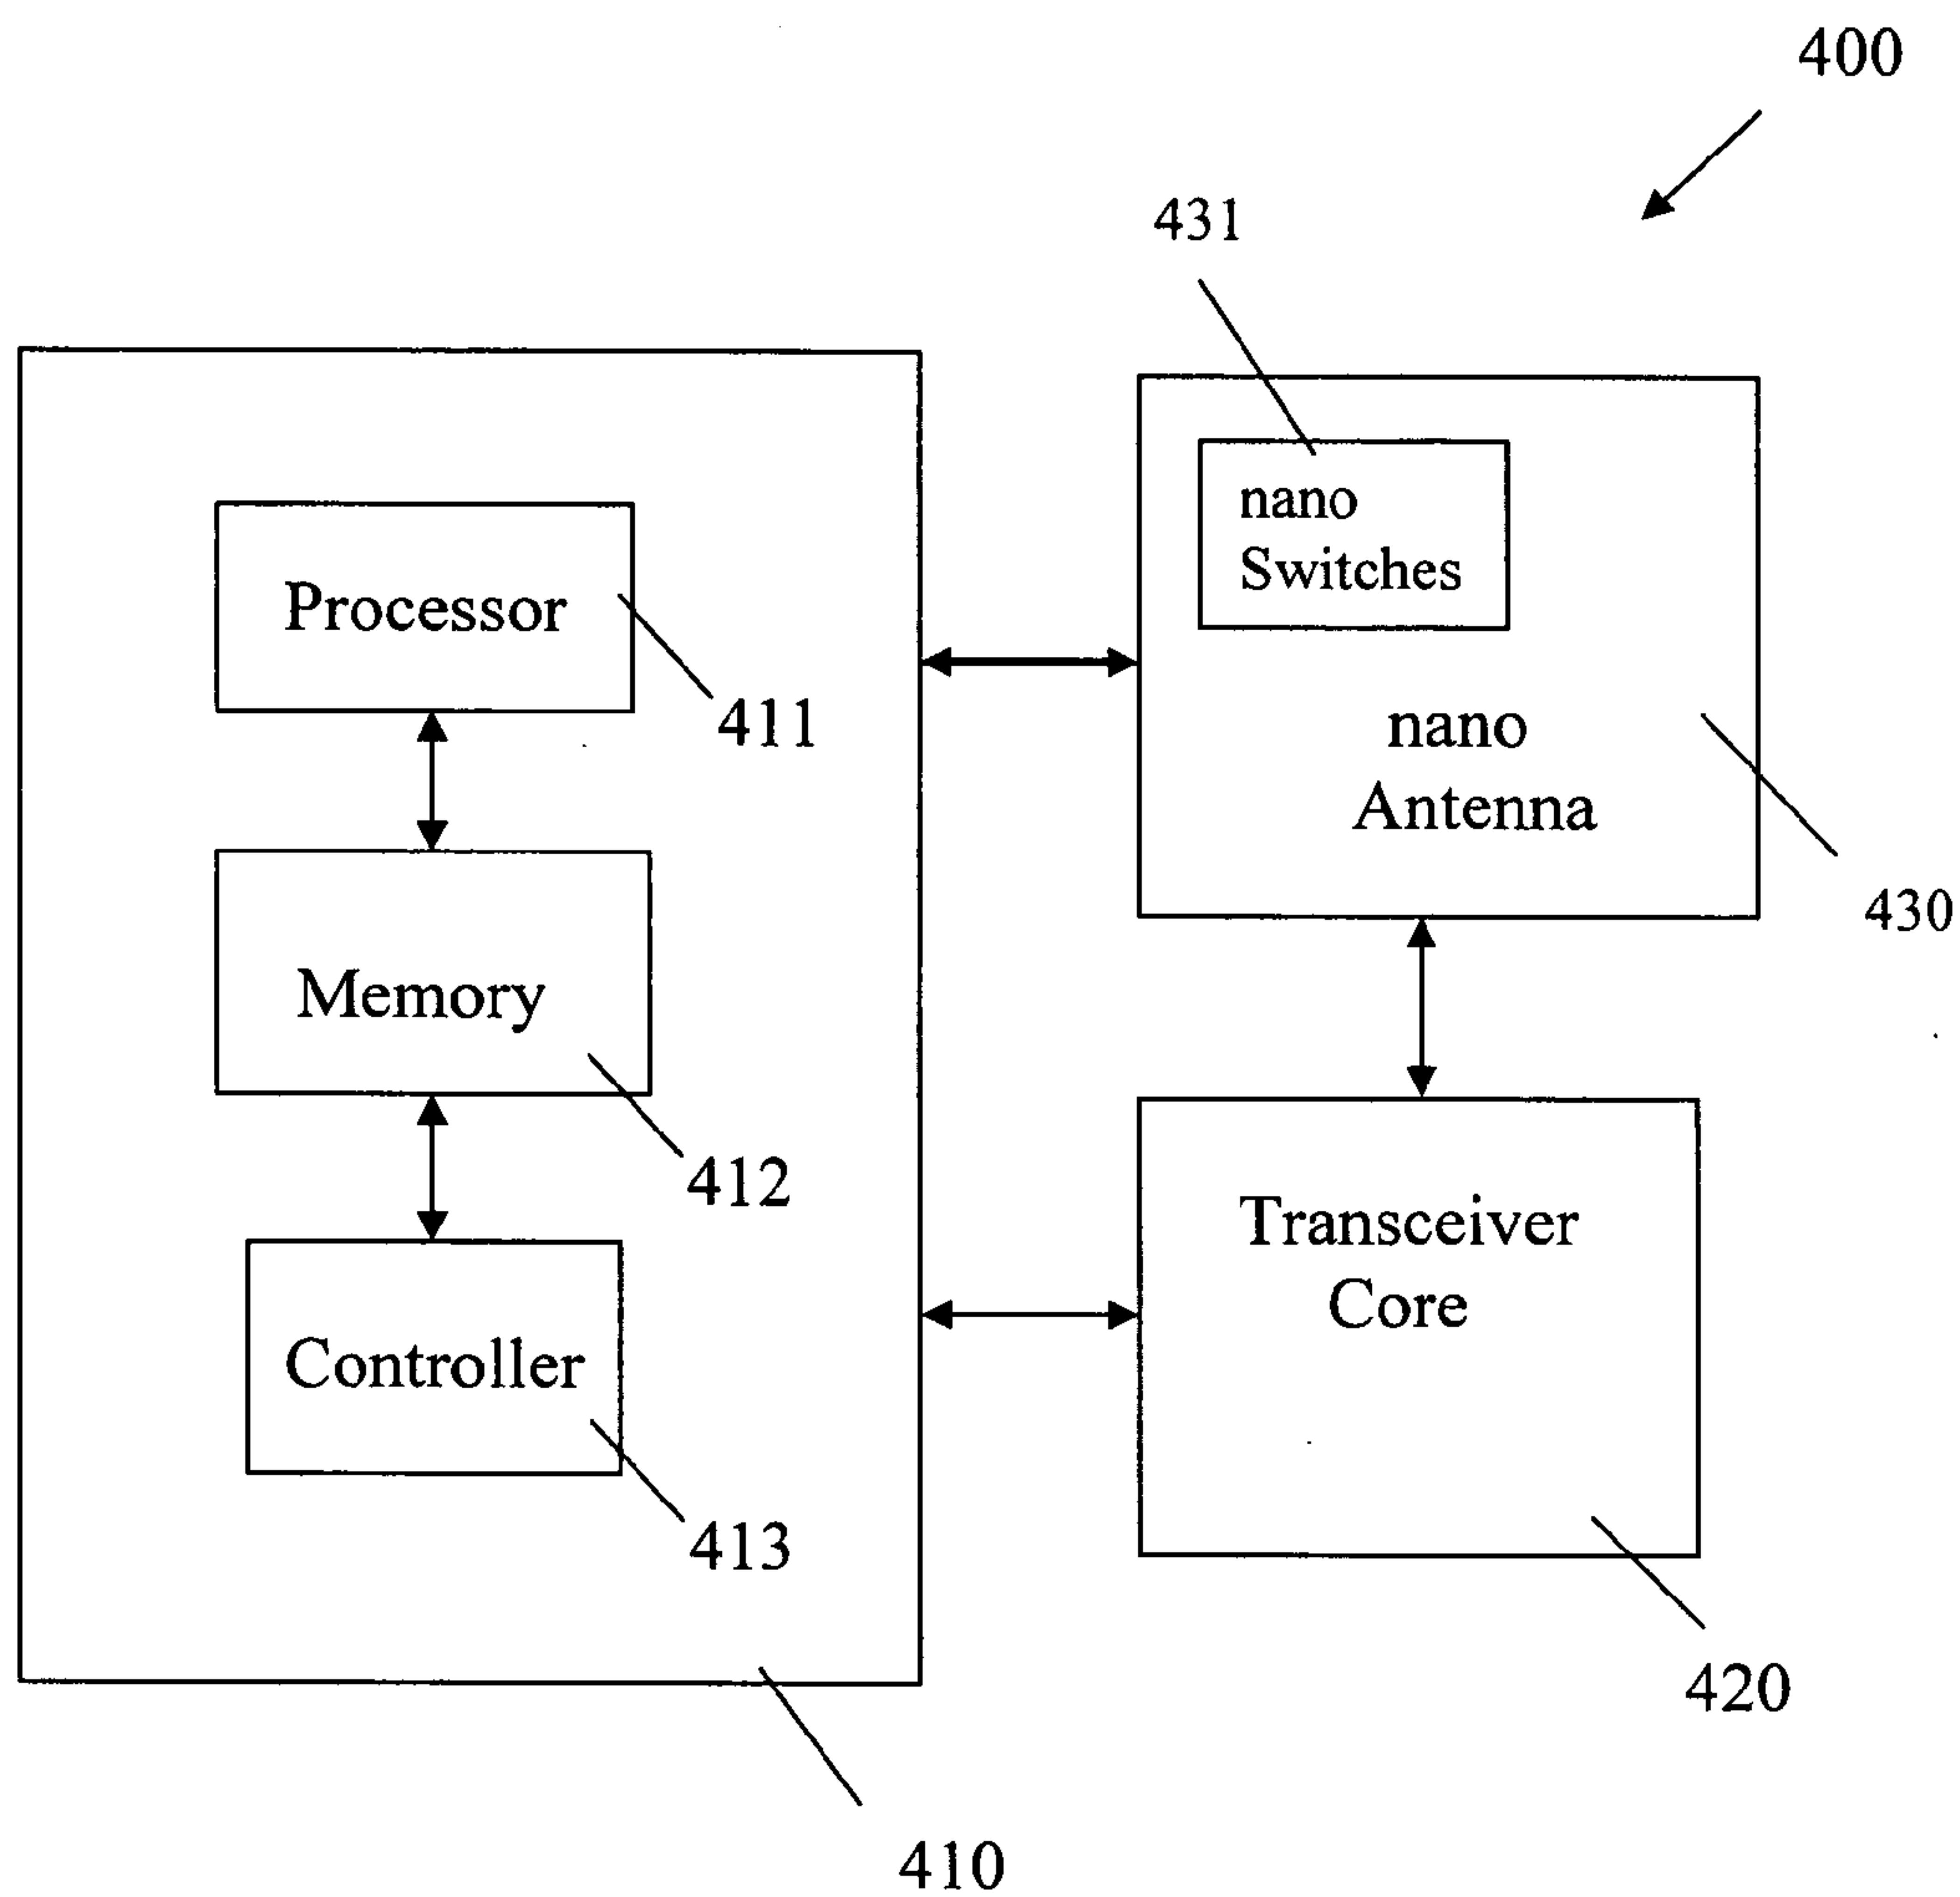 400
431
nano
Switches
Processor
411
nano
Antenna
430
Memory
412
Transceiver
Core
Controller
413
420
410